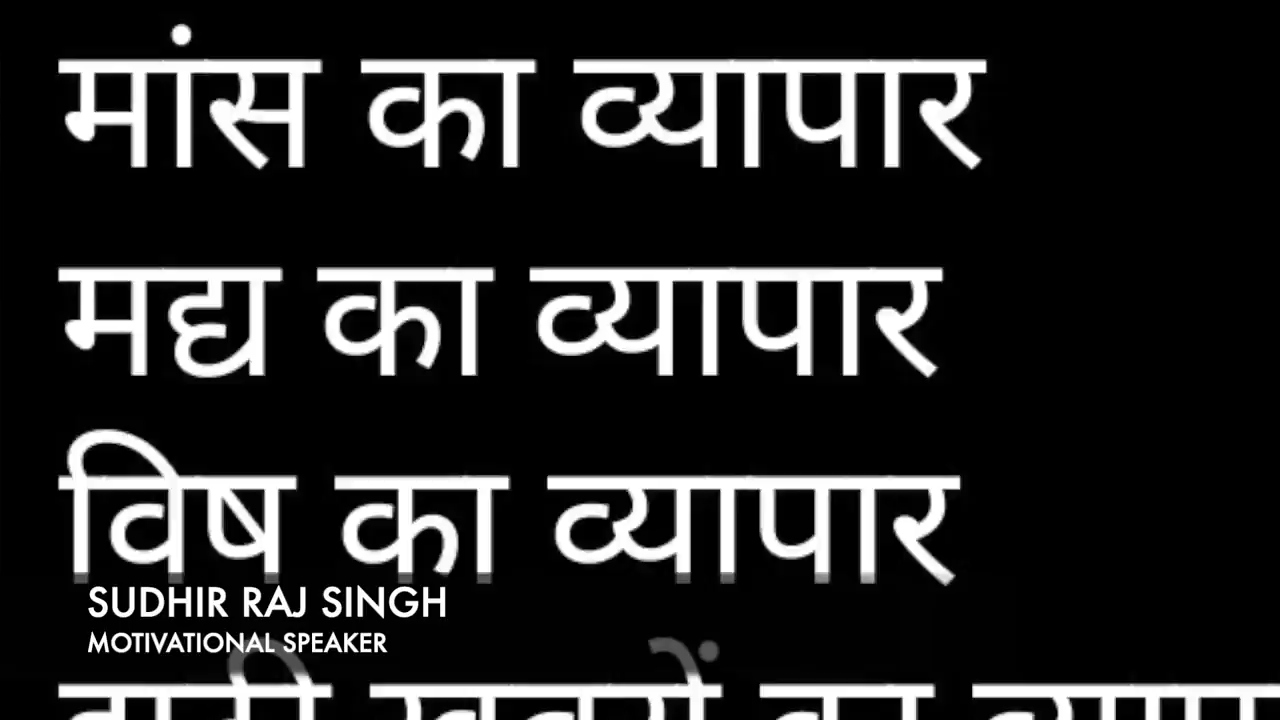 मांस का व्यापार
मद्य का व्यापार
विष का व्यापार
SUDHIR RAJ SINGH
MOTIVATIONAL SPEAKER
का